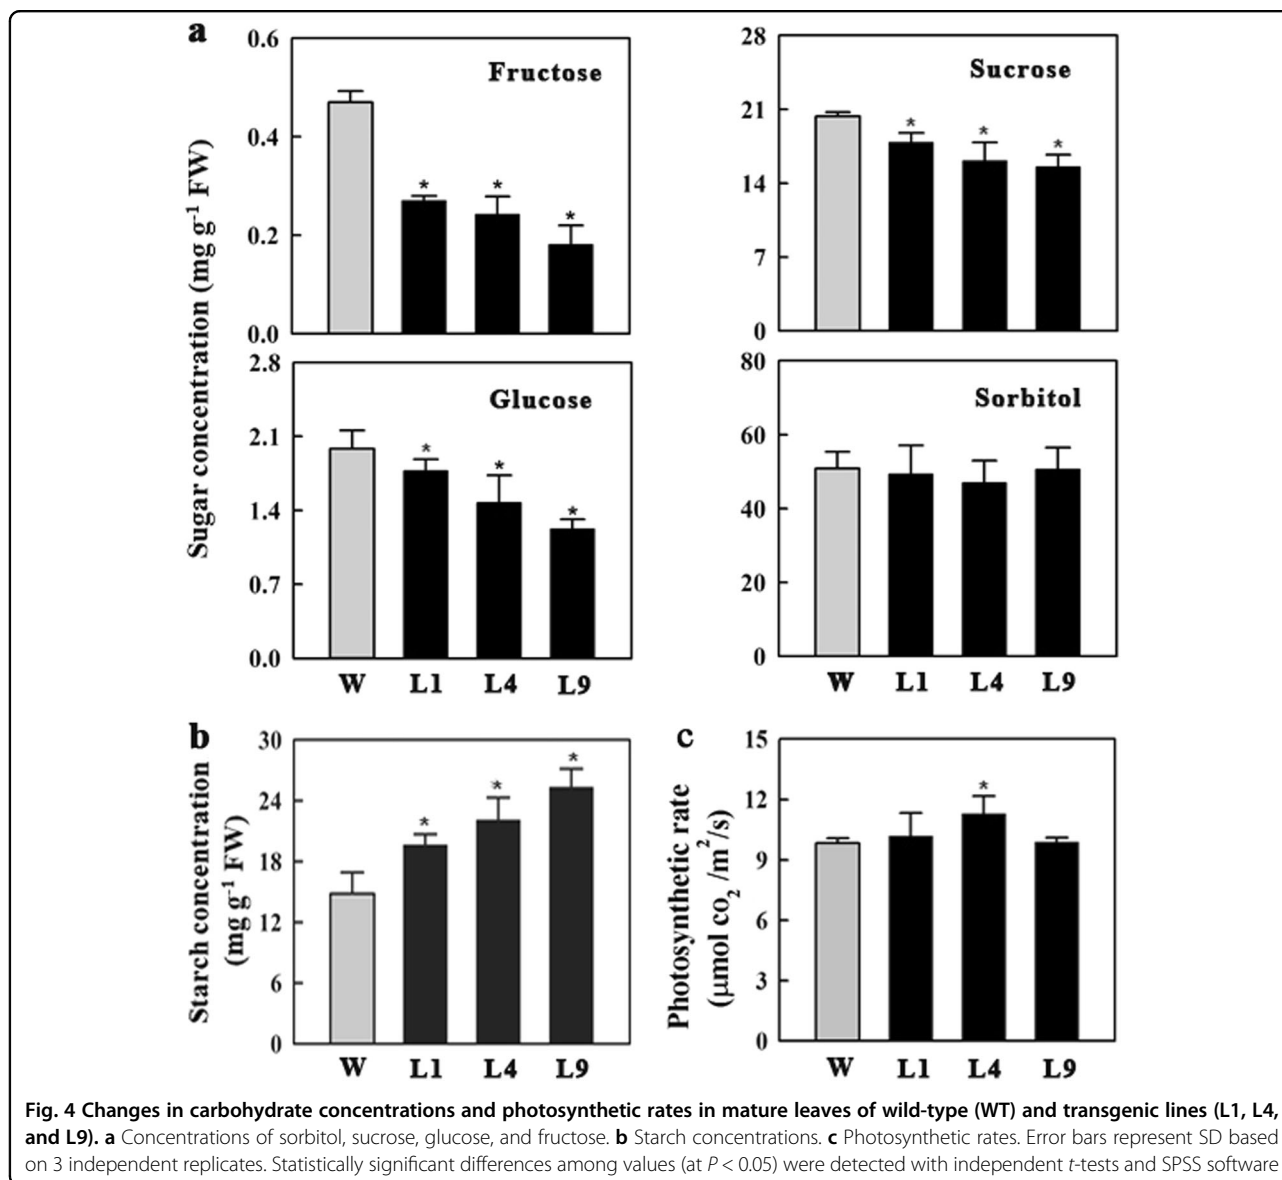 a
Sugar concentration (mg g⁻¹ FW)
0.6
0.4
0.2
0.0
Fructose
*
*
*
28
21
14
7
0
Sucrose
*
*
*
2.8
2.1
1.4
0.7
0.0
Glucose
*
*
*
W L1 L4 L9
80
60
40
20
0
Sorbitol
W L1 L4 L9
b
Starch concentration
(mg g⁻¹ FW)
30
24
18
12
6
0
*
*
*
W L1 L4 L9
c
Photosynthetic rate
(µmol co₂ /m²/s)
15
12
9
6
3
0
*
W L1 L4 L9
Fig. 4 Changes in carbohydrate concentrations and photosynthetic rates in mature leaves of wild-type (WT) and transgenic lines (L1, L4,
and L9). a Concentrations of sorbitol, sucrose, glucose, and fructose. b Starch concentrations. c Photosynthetic rates. Error bars represent SD based
on 3 independent replicates. Statistically significant differences among values (at P < 0.05) were detected with independent t-tests and SPSS software